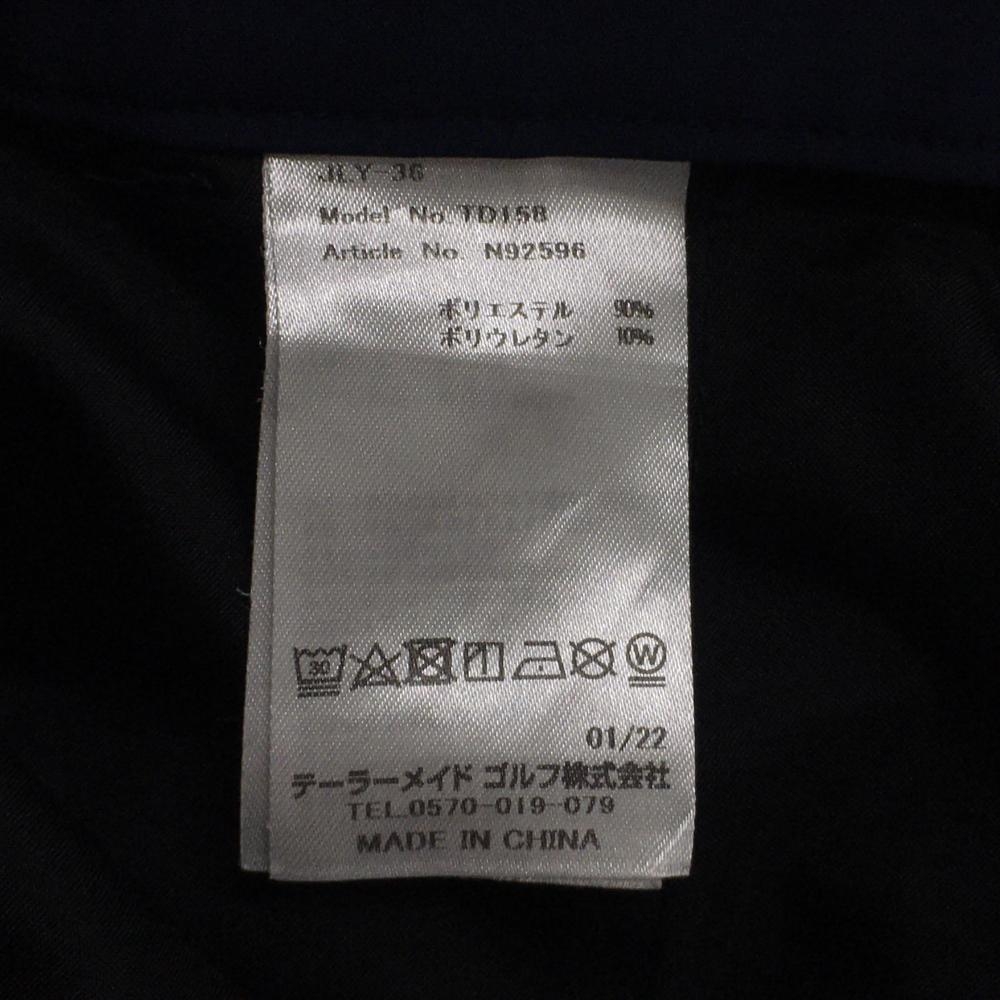 JLY-36
Model No. TD158
Article No. N92596
ポリエステル 90%
ポリウレタン 10%
30 W
01/22
テーラーメイド ゴルフ株式会社
TEL.0570-019-079
MADE IN CHINA